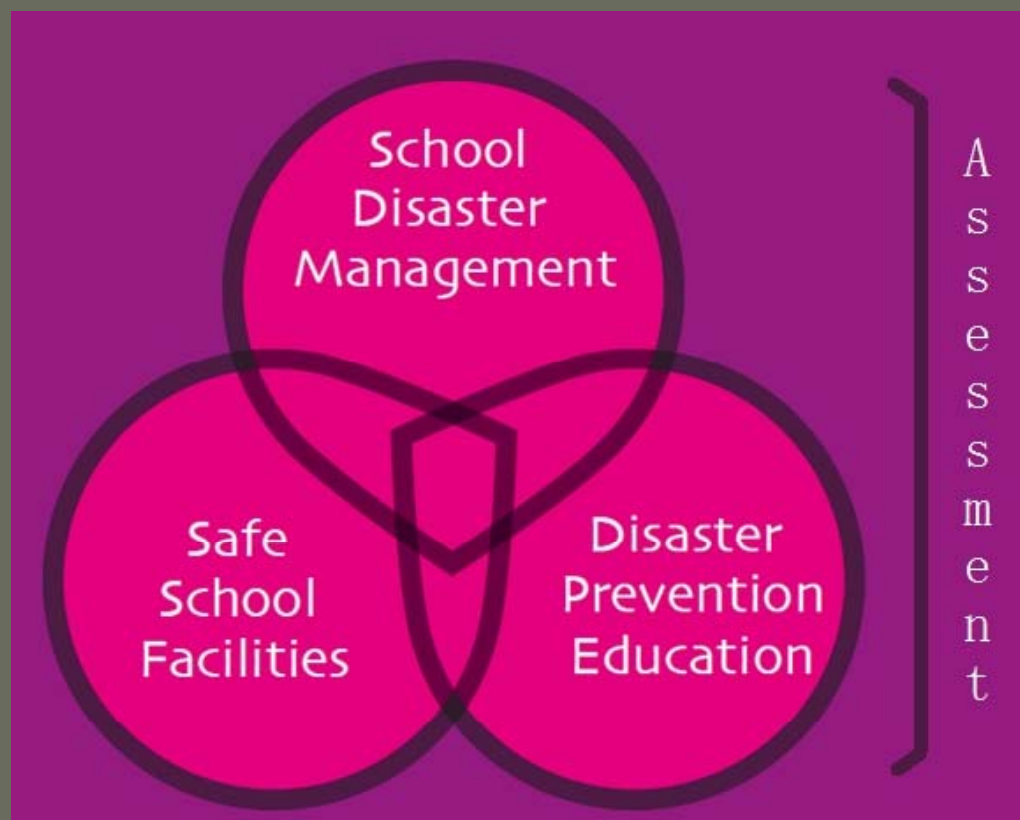 School
Disaster
Management
Safe
School
Facilities
Disaster
Prevention
Education
Assessment